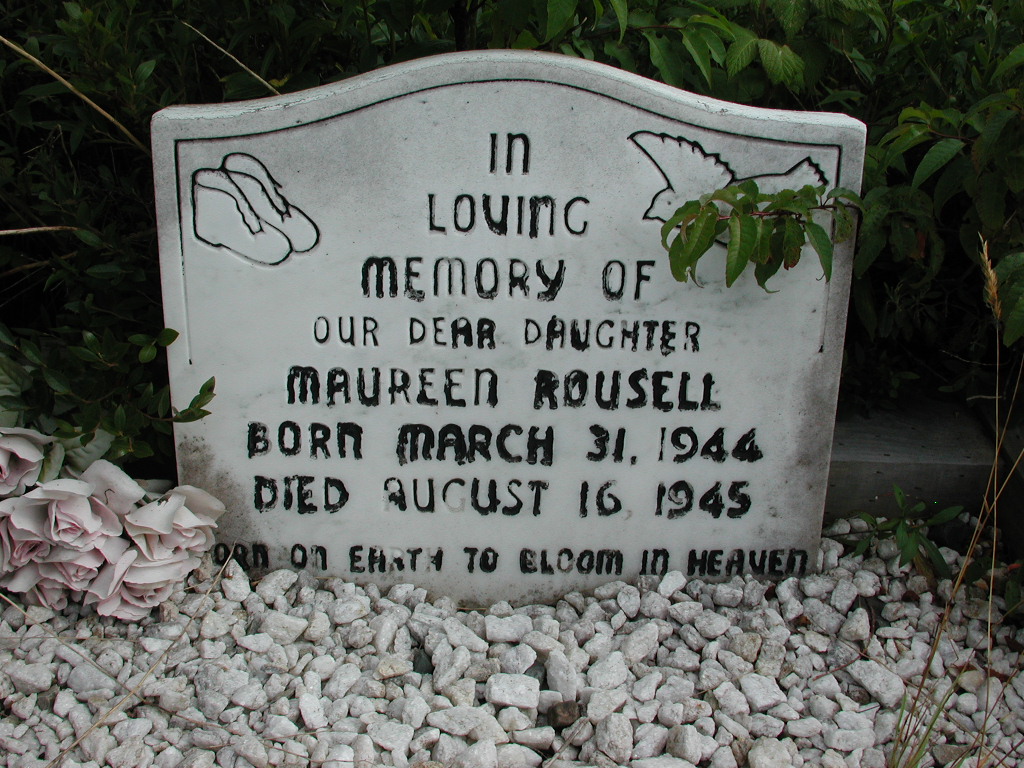 IN
LOVING
MEMORY OF
OUR DEAR DAUGHTER
MAUREEN ROUSELL
BORN MARCH 31, 1944
DIED AUGUST 16, 1945
ORN ON EARTH TO BLOOM IN HEAVEN